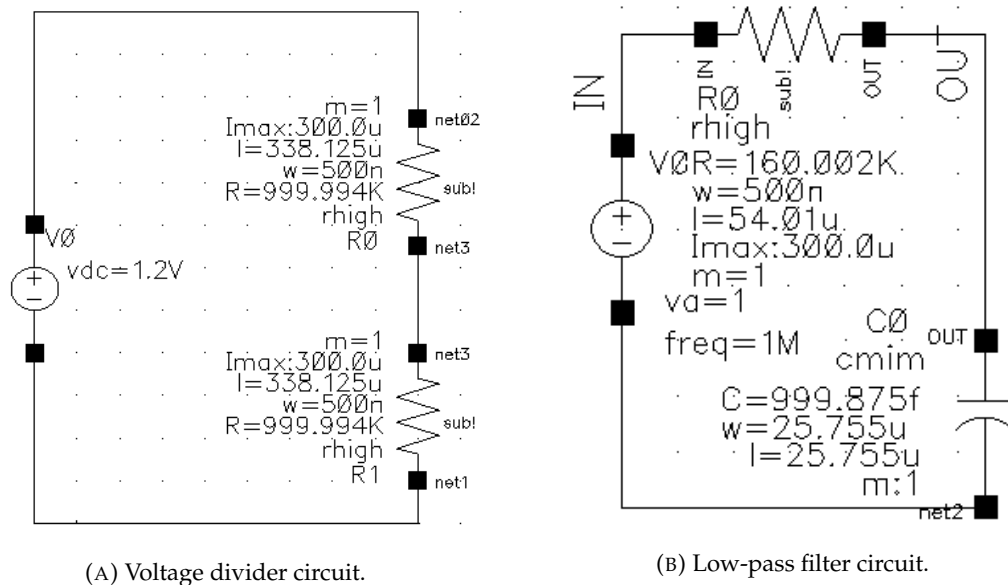 m=1
net02
Imax:300.0u
l=338.125u
w=500n
R=999.994K
sub!
rhigh
R0
net3
V0
vdc=1.2V
m=1
net3
Imax:300.0u
l=338.125u
w=500n
R=999.994K
sub!
rhigh
R1
net1
(A) Voltage divider circuit.
IN
IN
sub!
OUT
OUT
R0
rhigh
V0
R=160.002K
w=500n
l=54.01u
Imax:300.0u
m=1
va=1
freq=1M
C0
OUT
cmim
C=999.875f
w=25.755u
l=25.755u
m:1
net2
(B) Low-pass filter circuit.